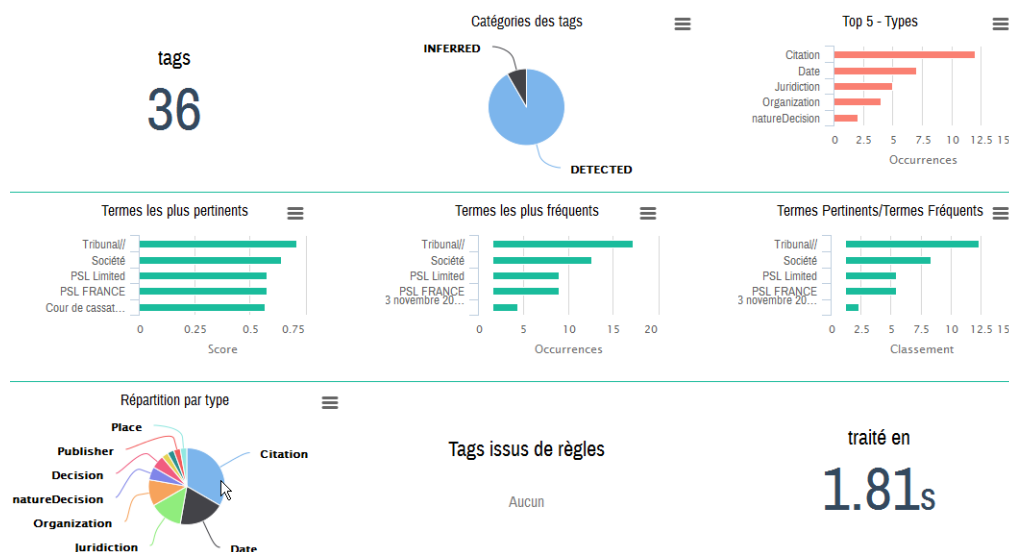 tags
36
Catégories des tags
INFERRED
DETECTED
Top 5 - Types
Citation
Date
Juridiction
Organization
natureDecision
0 2.5 5 7.5 10 12.5 15
Occurrences
Termes les plus pertinents
Tribunal//
Société
PSL Limited
PSL FRANCE
Cour de cassat...
0 0.25 0.5 0.75
Score
Termes les plus fréquents
Tribunal//
Société
PSL Limited
PSL FRANCE
3 novembre 20...
0 5 10 15 20
Occurrences
Termes Pertinents/Termes Fréquents
Tribunal//
Société
PSL Limited
PSL FRANCE
3 novembre 20...
0 2.5 5 7.5 10 12.5 15
Classement
Répartition par type
Place
Publisher
Decision
natureDecision
Organization
Juridiction
Citation
Date
Tags issus de règles
Aucun
traité en
1.81s